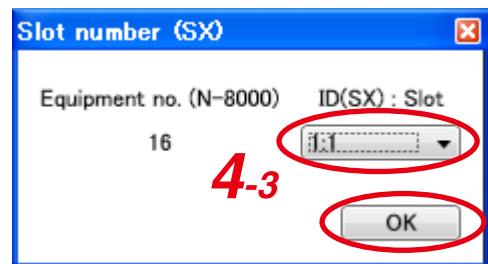 Slot number (SX)
Equipment no. (N-8000) ID(SX) : Slot
16 1:1
4-3
OK